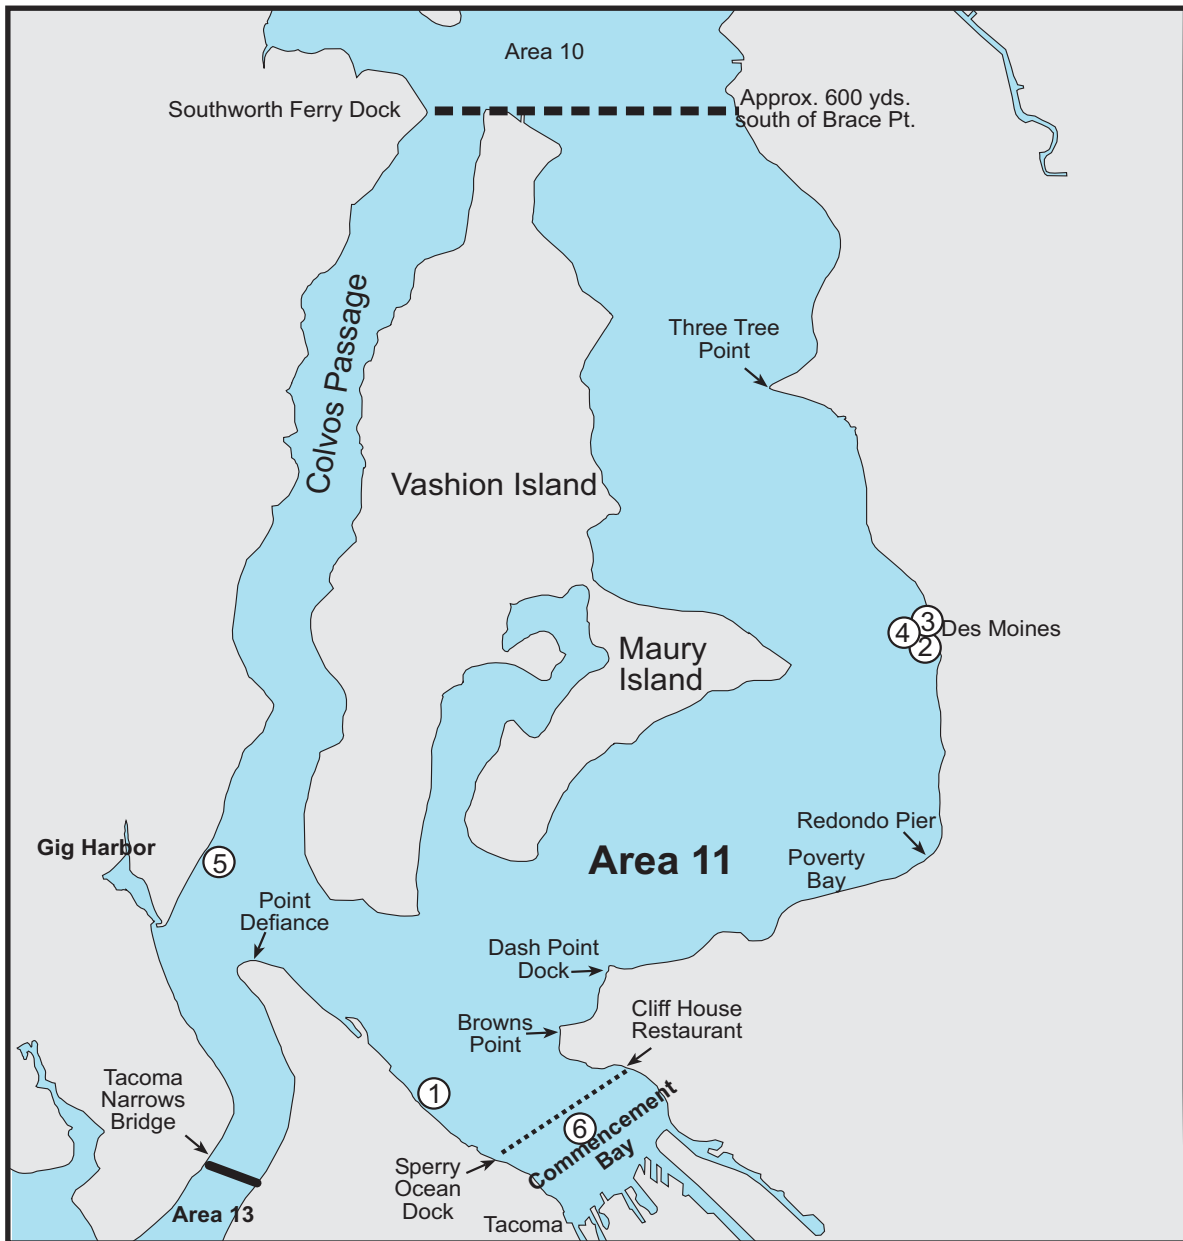 Area 10
Southworth Ferry Dock
Approx. 600 yds.
south of Brace Pt.
Three Tree
Point
Colvos Passage
Vashion Island
Maury
Island
3
4
2
Des Moines
Redondo Pier
Poverty
Bay
Gig Harbor
5
Area 11
Point
Defiance
Dash Point
Dock
Cliff House
Restaurant
Browns
Point
Tacoma
Narrows
Bridge
1
6
Commencement
Bay
Sperry
Ocean
Dock
Tacoma
Area 13